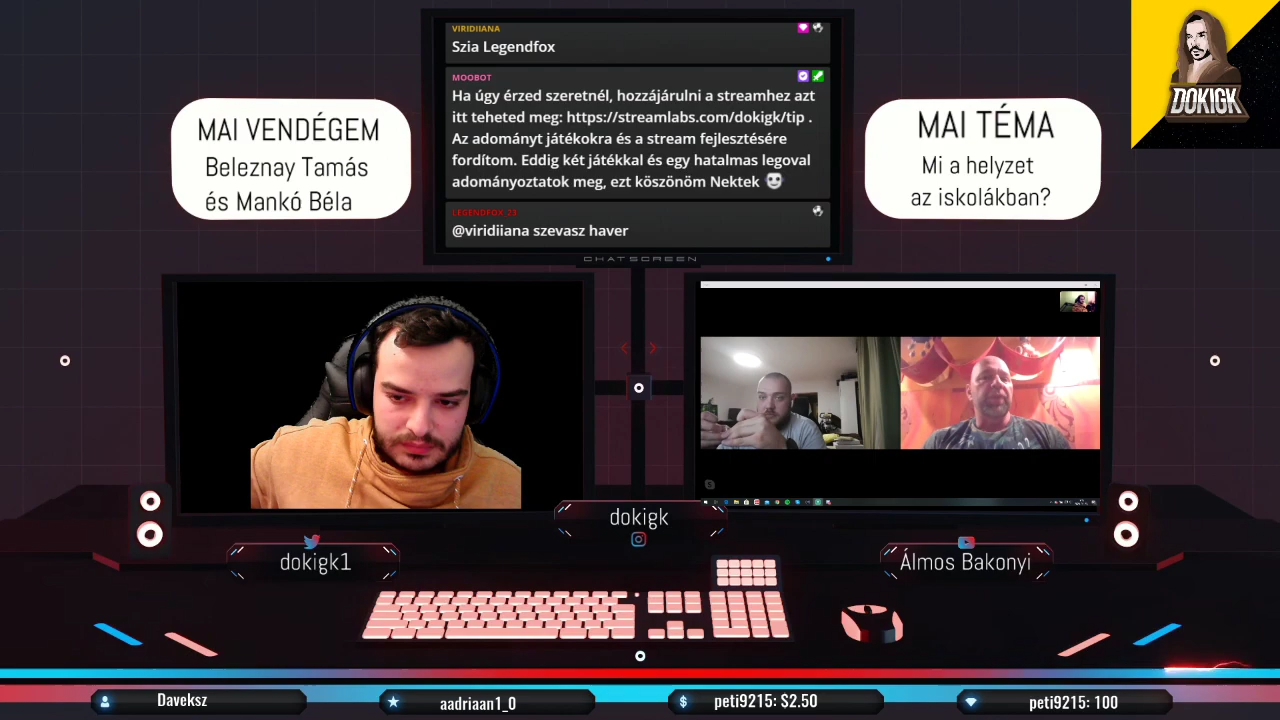 VIRIDIIANA
Szia Legendfox
MOOBOT
Ha úgy érzed szeretnél, hozzájárulni a streamhez azt
itt teheted meg: https://streamlabs.com/dokigk/tip .
Az adományt játékokra és a stream fejlesztésére
fordítom. Eddig két játékkal és egy hatalmas legoval
adományoztatok meg, ezt köszönöm Nektek
LEGENDFOX_23
@viridiiana szevasz haver
CHATSCREEN
MAI VENDÉGEM
Beleznay Tamás
és Mankó Béla
MAI TÉMA
Mi a helyzet
az iskolákban?
DOKIGK
dokigk
dokigk1
Álmos Bakonyi
Daveksz
aadriaan1_0
peti9215: $2.50
peti9215: 100